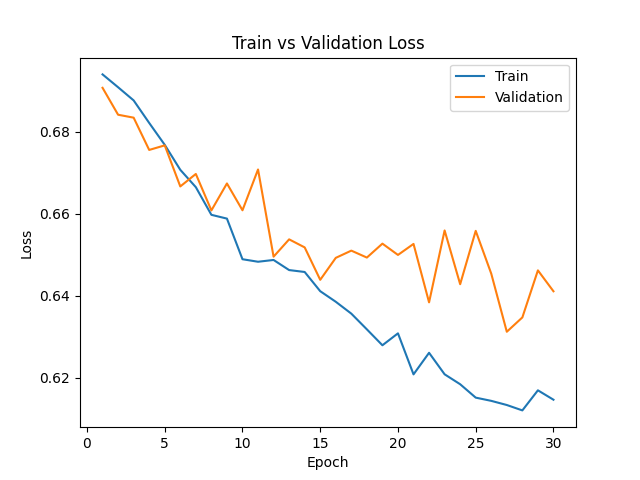 Train vs Validation Loss
Train
Validation
Loss
0.68
0.66
0.64
0.62
0 5 10 15 20 25 30
Epoch